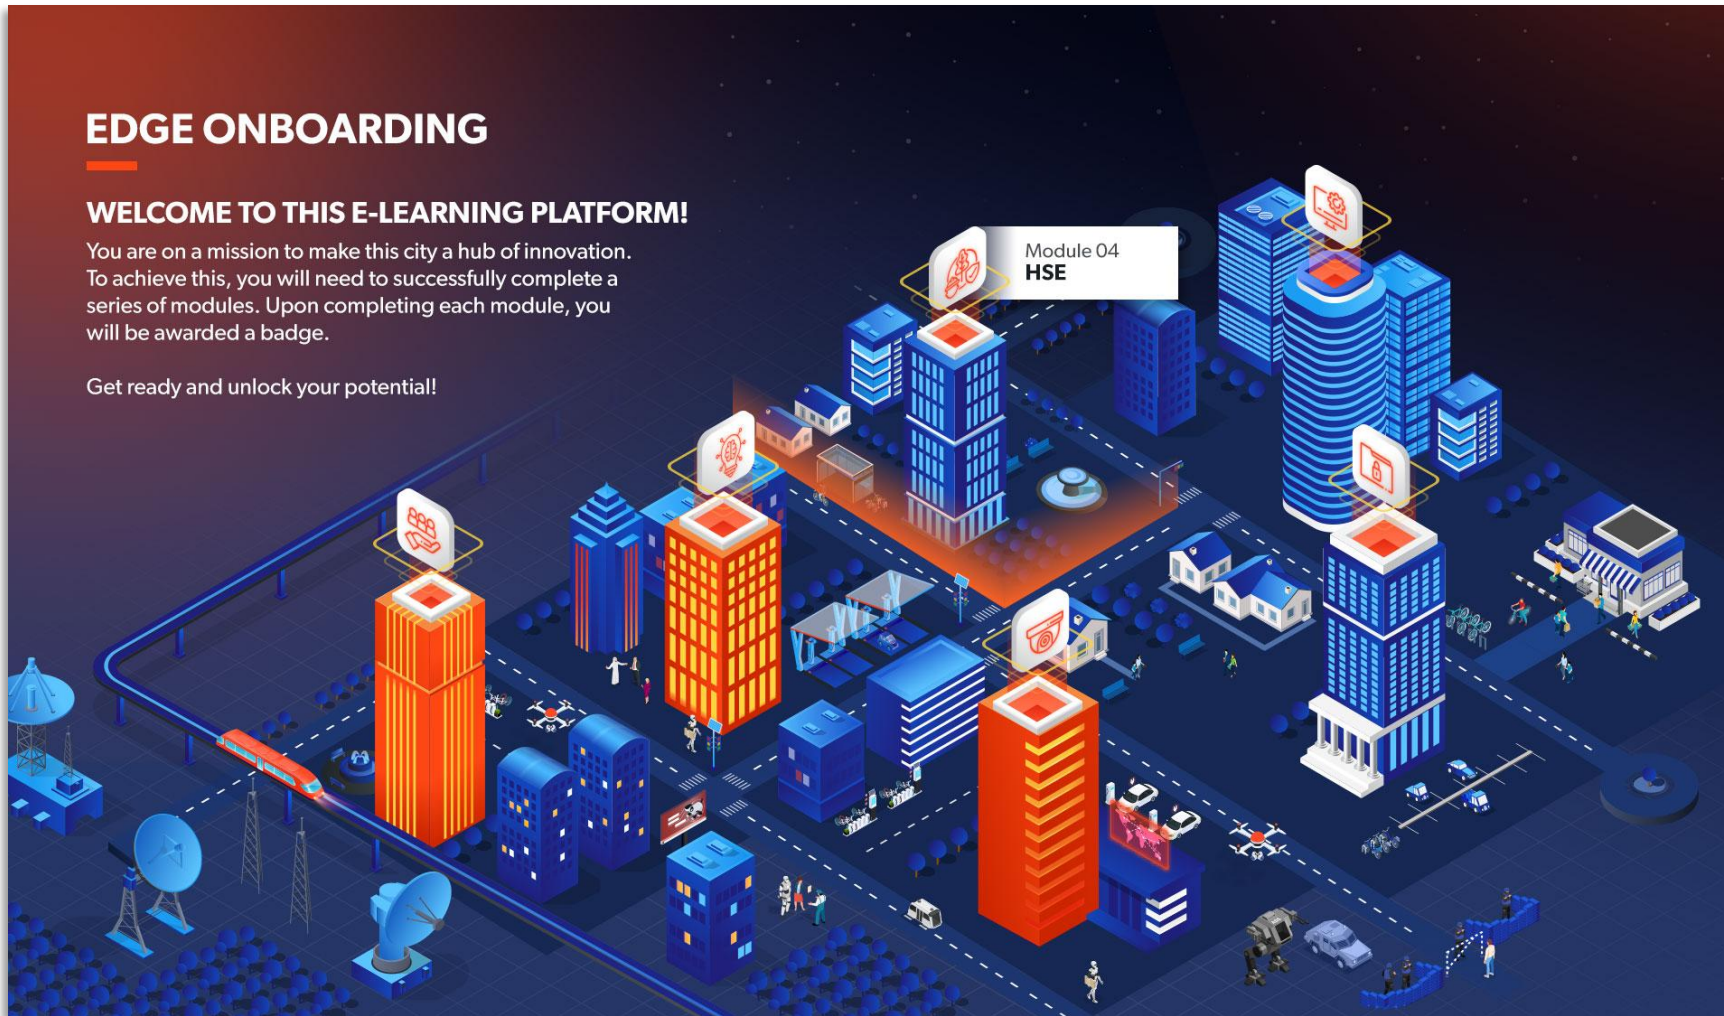 EDGE ONBOARDING
WELCOME TO THIS E-LEARNING PLATFORM!
You are on a mission to make this city a hub of innovation.
To achieve this, you will need to successfully complete a
series of modules. Upon completing each module, you
will be awarded a badge.
Get ready and unlock your potential!
Module 04
HSE